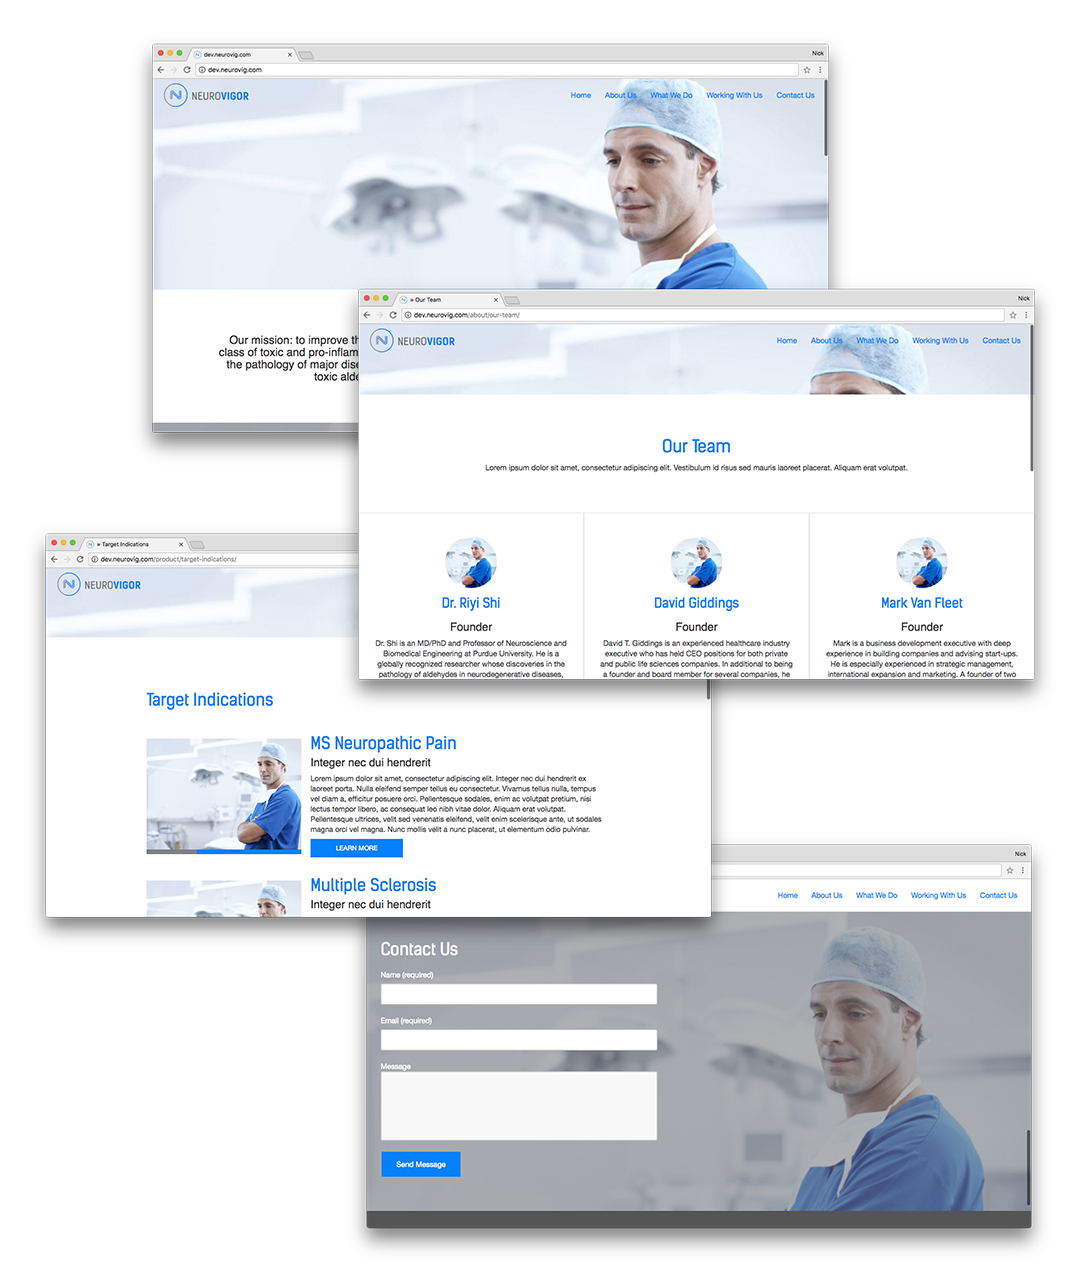 dev.neurovig.com
Nick
dev.neurovig.com
NEUROVIGOR
Home About Us What We Do Working With Us Contact Us
Our mission: to improve th
class of toxic and pro-inflam
the pathology of major dise
toxic alde
» Our Team
Nick
dev.neurovig.com/about/our-team/
NEUROVIGOR
Home About Us What We Do Working With Us Contact Us
Our Team
Lorem ipsum dolor sit amet, consectetur adipiscing elit. Vestibulum id risus sed mauris laoreet placerat. Aliquam erat volutpat.
Dr. Riyi Shi
Founder
Dr. Shi is an MD/PhD and Professor of Neuroscience and
Biomedical Engineering at Purdue University. He is a
globally recognized researcher whose discoveries in the
pathology of aldehydes in neurodegenerative diseases,
David Giddings
Founder
David T. Giddings is an experienced healthcare industry
executive who has held CEO positions for both private
and public life sciences companies. In additional to being
a founder and board member for several companies, he
Mark Van Fleet
Founder
Mark is a business development executive with deep
experience in building companies and advising start-ups.
He is especially experienced in strategic management,
international expansion and marketing. A founder of two
» Target Indications
dev.neurovig.com/product/target-indications/
NEUROVIGOR
Target Indications
MS Neuropathic Pain
Integer nec dui hendrerit
Lorem ipsum dolor sit amet, consectetur adipiscing elit. Integer nec dui hendrerit ex
laoreet porta. Nulla eleifend semper tellus eu consectetur. Vivamus tellus nulla, tempus
vel diam a, efficitur posuere orci. Pellentesque sodales, enim ac volutpat pretium, nisi
lectus tempor libero, ac consequat leo nibh vitae dolor. Aliquam erat volutpat.
Pellentesque ultrices, velit sed venenatis eleifend, velit enim scelerisque ante, ut sodales
magna orci vel magna. Nunc mollis velit a nunc placerat, ut elementum odio pulvinar.
LEARN MORE
Multiple Sclerosis
Integer nec dui hendrerit
Nick
Home About Us What We Do Working With Us Contact Us
Contact Us
Name (required)
Email (required)
Message
Send Message